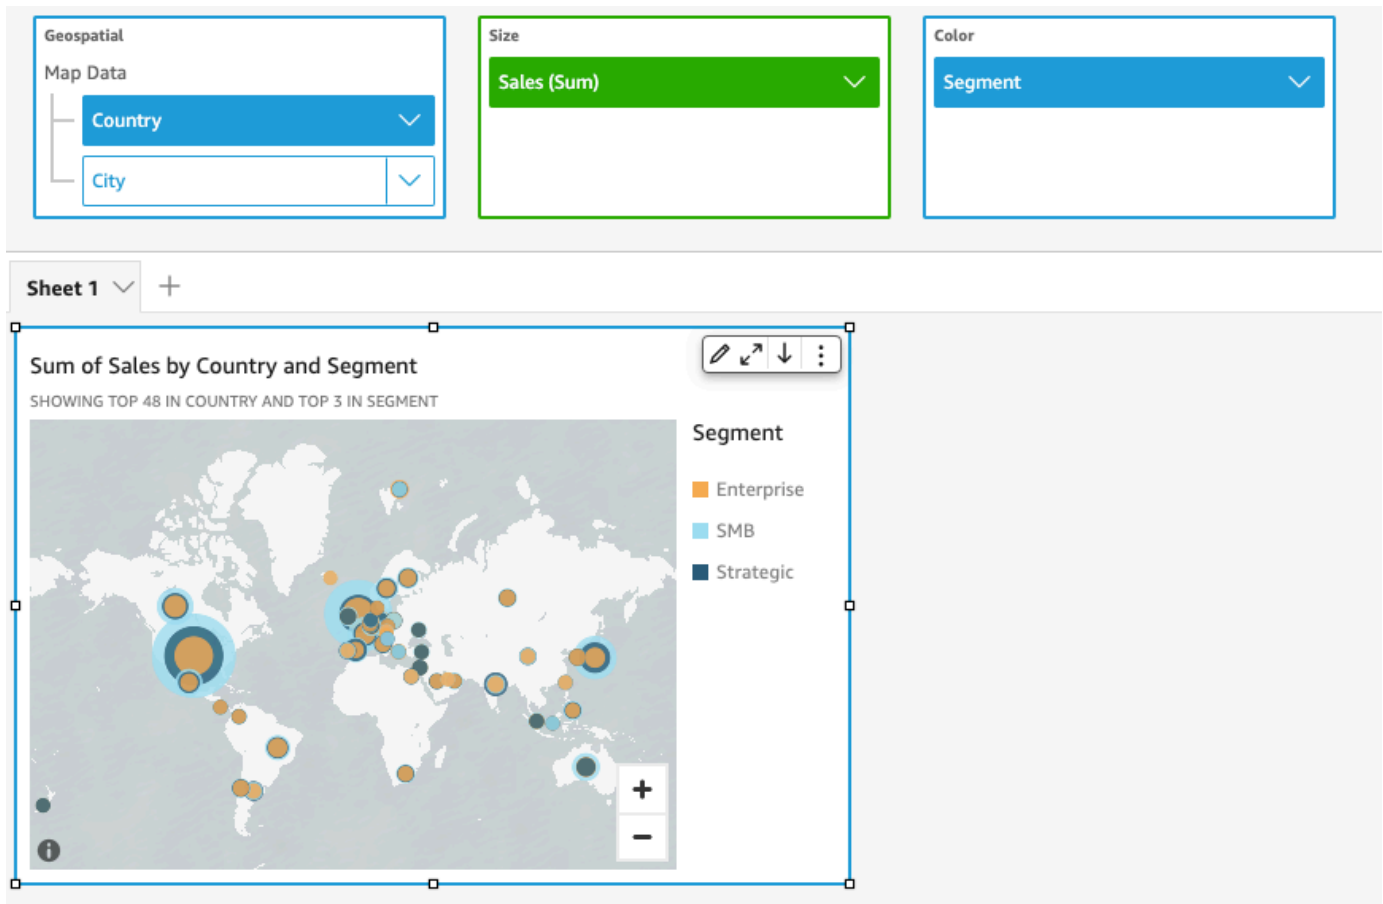 Geospatial
Map Data
Country
City
Size
Sales (Sum)
Color
Segment
Sheet 1
Sum of Sales by Country and Segment
SHOWING TOP 48 IN COUNTRY AND TOP 3 IN SEGMENT
Segment
Enterprise
SMB
Strategic